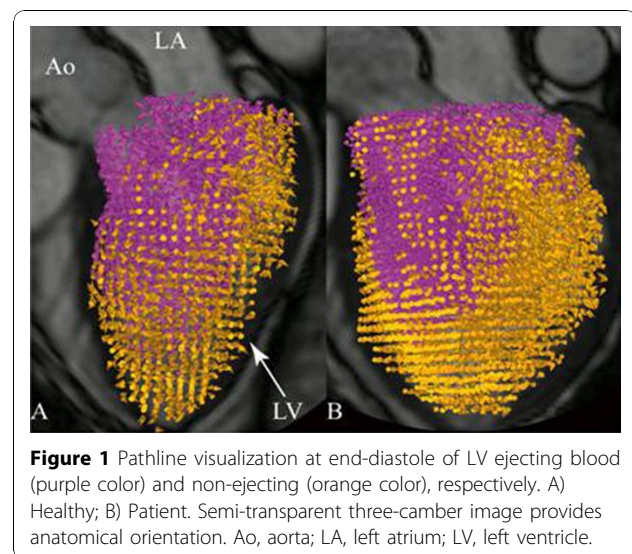 LA
Ao
A
LV
B
Figure 1 Pathline visualization at end-diastole of LV ejecting blood
(purple color) and non-ejecting (orange color), respectively. A)
Healthy; B) Patient. Semi-transparent three-camber image provides
anatomical orientation. Ao, aorta; LA, left atrium; LV, left ventricle.